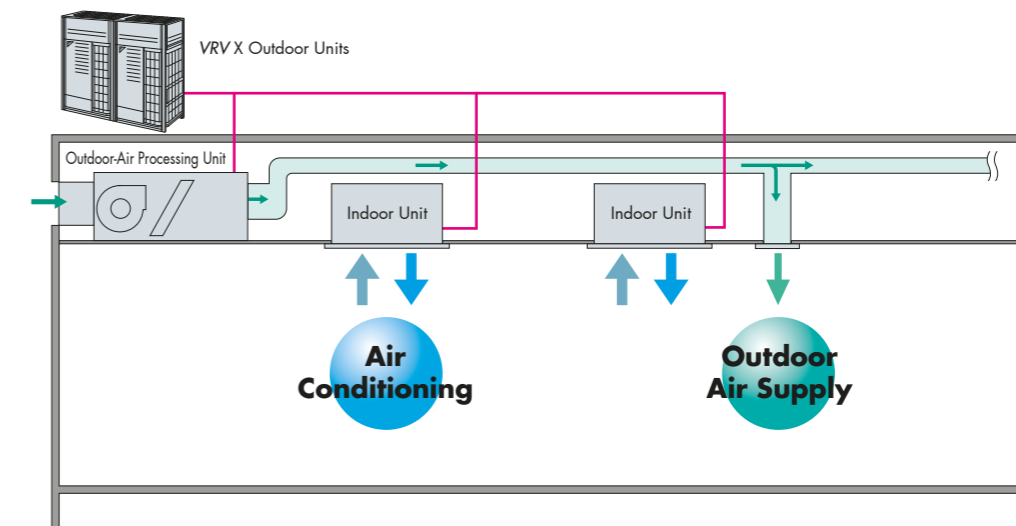 VRV X Outdoor Units
Outdoor-Air Processing Unit
Indoor Unit
Indoor Unit
Air
Conditioning
Outdoor
Air Supply